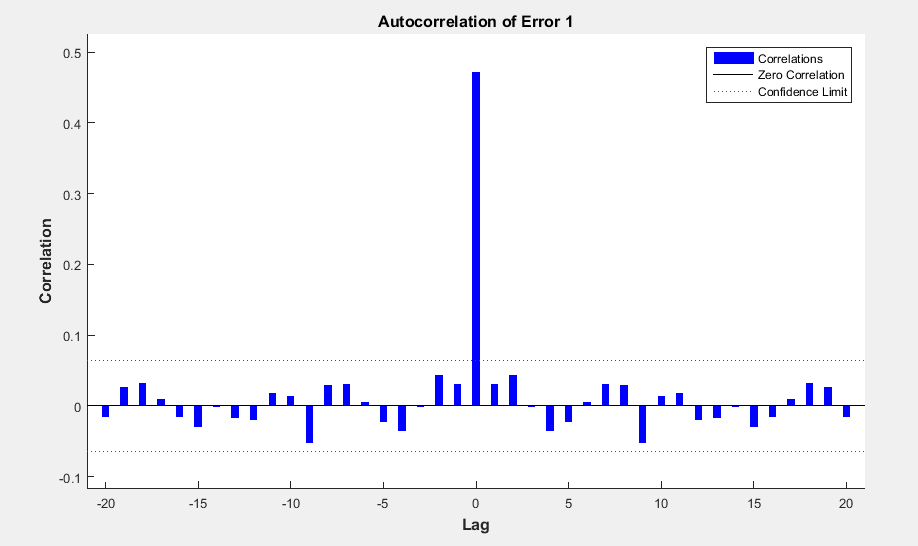 Autocorrelation of Error 1
Correlations
Zero Correlation
Confidence Limit
Correlation
0.5
0.4
0.3
0.2
0.1
0
-0.1
-20 -15 -10 -5 0 5 10 15 20
Lag